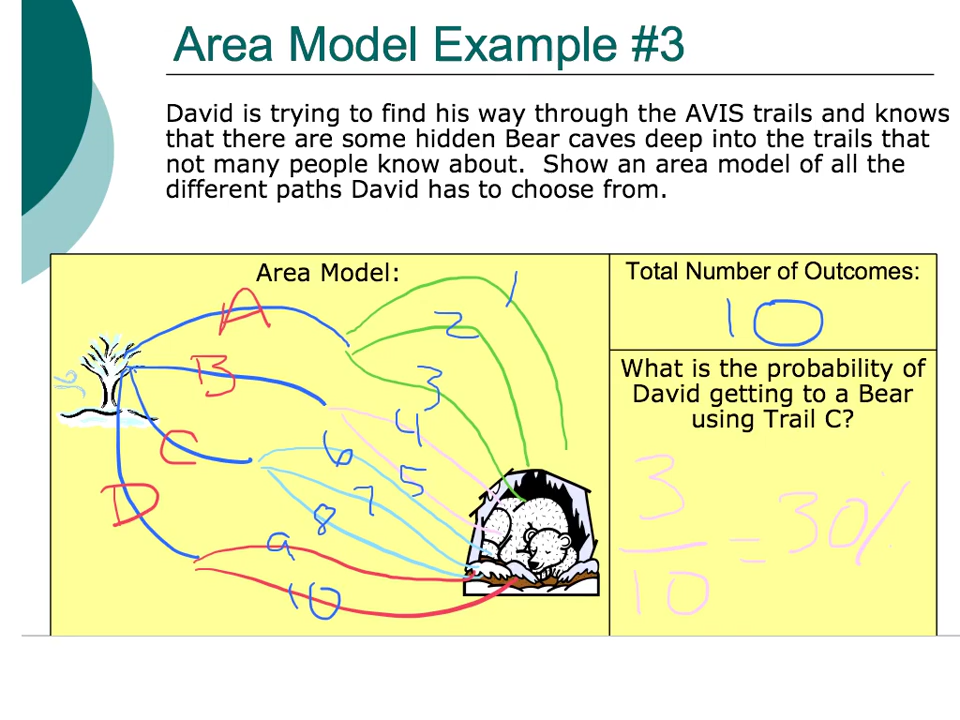 Area Model Example #3
David is trying to find his way through the AVIS trails and knows
that there are some hidden Bear caves deep into the trails that
not many people know about.  Show an area model of all the
different paths David has to choose from.
Area Model:
A
B
C
D
1
2
3
4
5
6
7
8
9
10
Total Number of Outcomes:
10
What is the probability of
David getting to a Bear
using Trail C?
3/10 = 30%